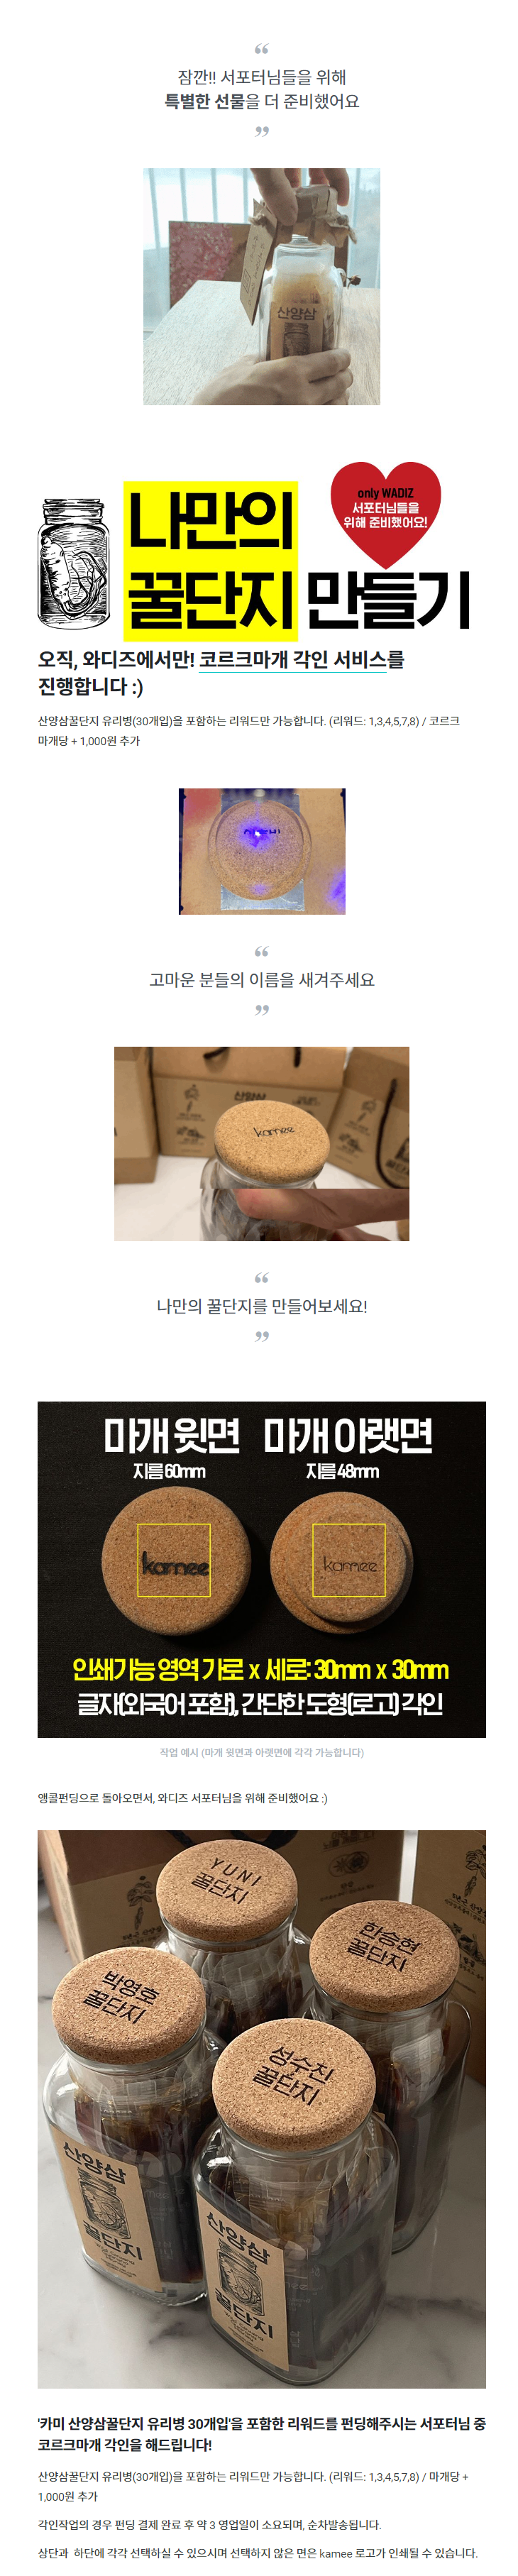 “
잠깐!! 서포터님들을 위해
특별한 선물을 더 준비했어요
”
산양삼
only WADIZ
서포터님들을
위해 준비했어요!
나만의
꿀단지 만들기
오직, 와디즈에서만! 코르크마개 각인 서비스를
진행합니다 :)
산양삼꿀단지 유리병(30개입)을 포함하는 리워드만 가능합니다. (리워드: 1,3,4,5,7,8) / 코르크
마개당 + 1,000원 추가
“
고마운 분들의 이름을 새겨주세요
”
산양삼
kamee
“
나만의 꿀단지를 만들어보세요!
”
마개 윗면 마개 아랫면
지름 60mm 지름 48mm
kamee kamee
인쇄가능 영역 가로 x 세로: 30mm x 30mm
글자(외국어 포함), 간단한 도형(로고) 각인
작업 예시 (마개 윗면과 아랫면에 각각 가능합니다)
앵콜펀딩으로 돌아오면서, 와디즈 서포터님을 위해 준비했어요 :)
YUNI
꿀단지
한승현
꿀단지
박영호
꿀단지
성수진
꿀단지
산양삼
꿀단지
산양삼
꿀단지
'카미 산양삼꿀단지 유리병 30개입'을 포함한 리워드를 펀딩해주시는 서포터님 중
코르크마개 각인을 해드립니다!
산양삼꿀단지 유리병(30개입)을 포함하는 리워드만 가능합니다. (리워드: 1,3,4,5,7,8) / 마개당 +
1,000원 추가
각인작업의 경우 펀딩 결제 완료 후 약 3 영업일이 소요되며, 순차발송됩니다.
상단과 하단에 각각 선택하실 수 있으시며 선택하지 않은 면은 kamee 로고가 인쇄될 수 있습니다.